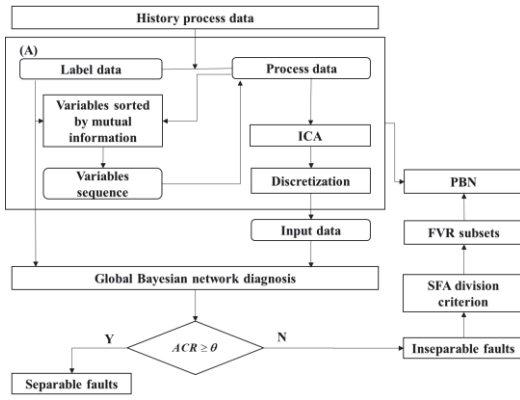 History process data
(A)
Label data
Process data
Variables sorted
by mutual
information
ICA
Variables
sequence
Discretization
PBN
Input data
FVR subsets
Global Bayesian network diagnosis
SFA division
criterion
Y
ACR ≥ θ
N
Inseparable faults
Separable faults